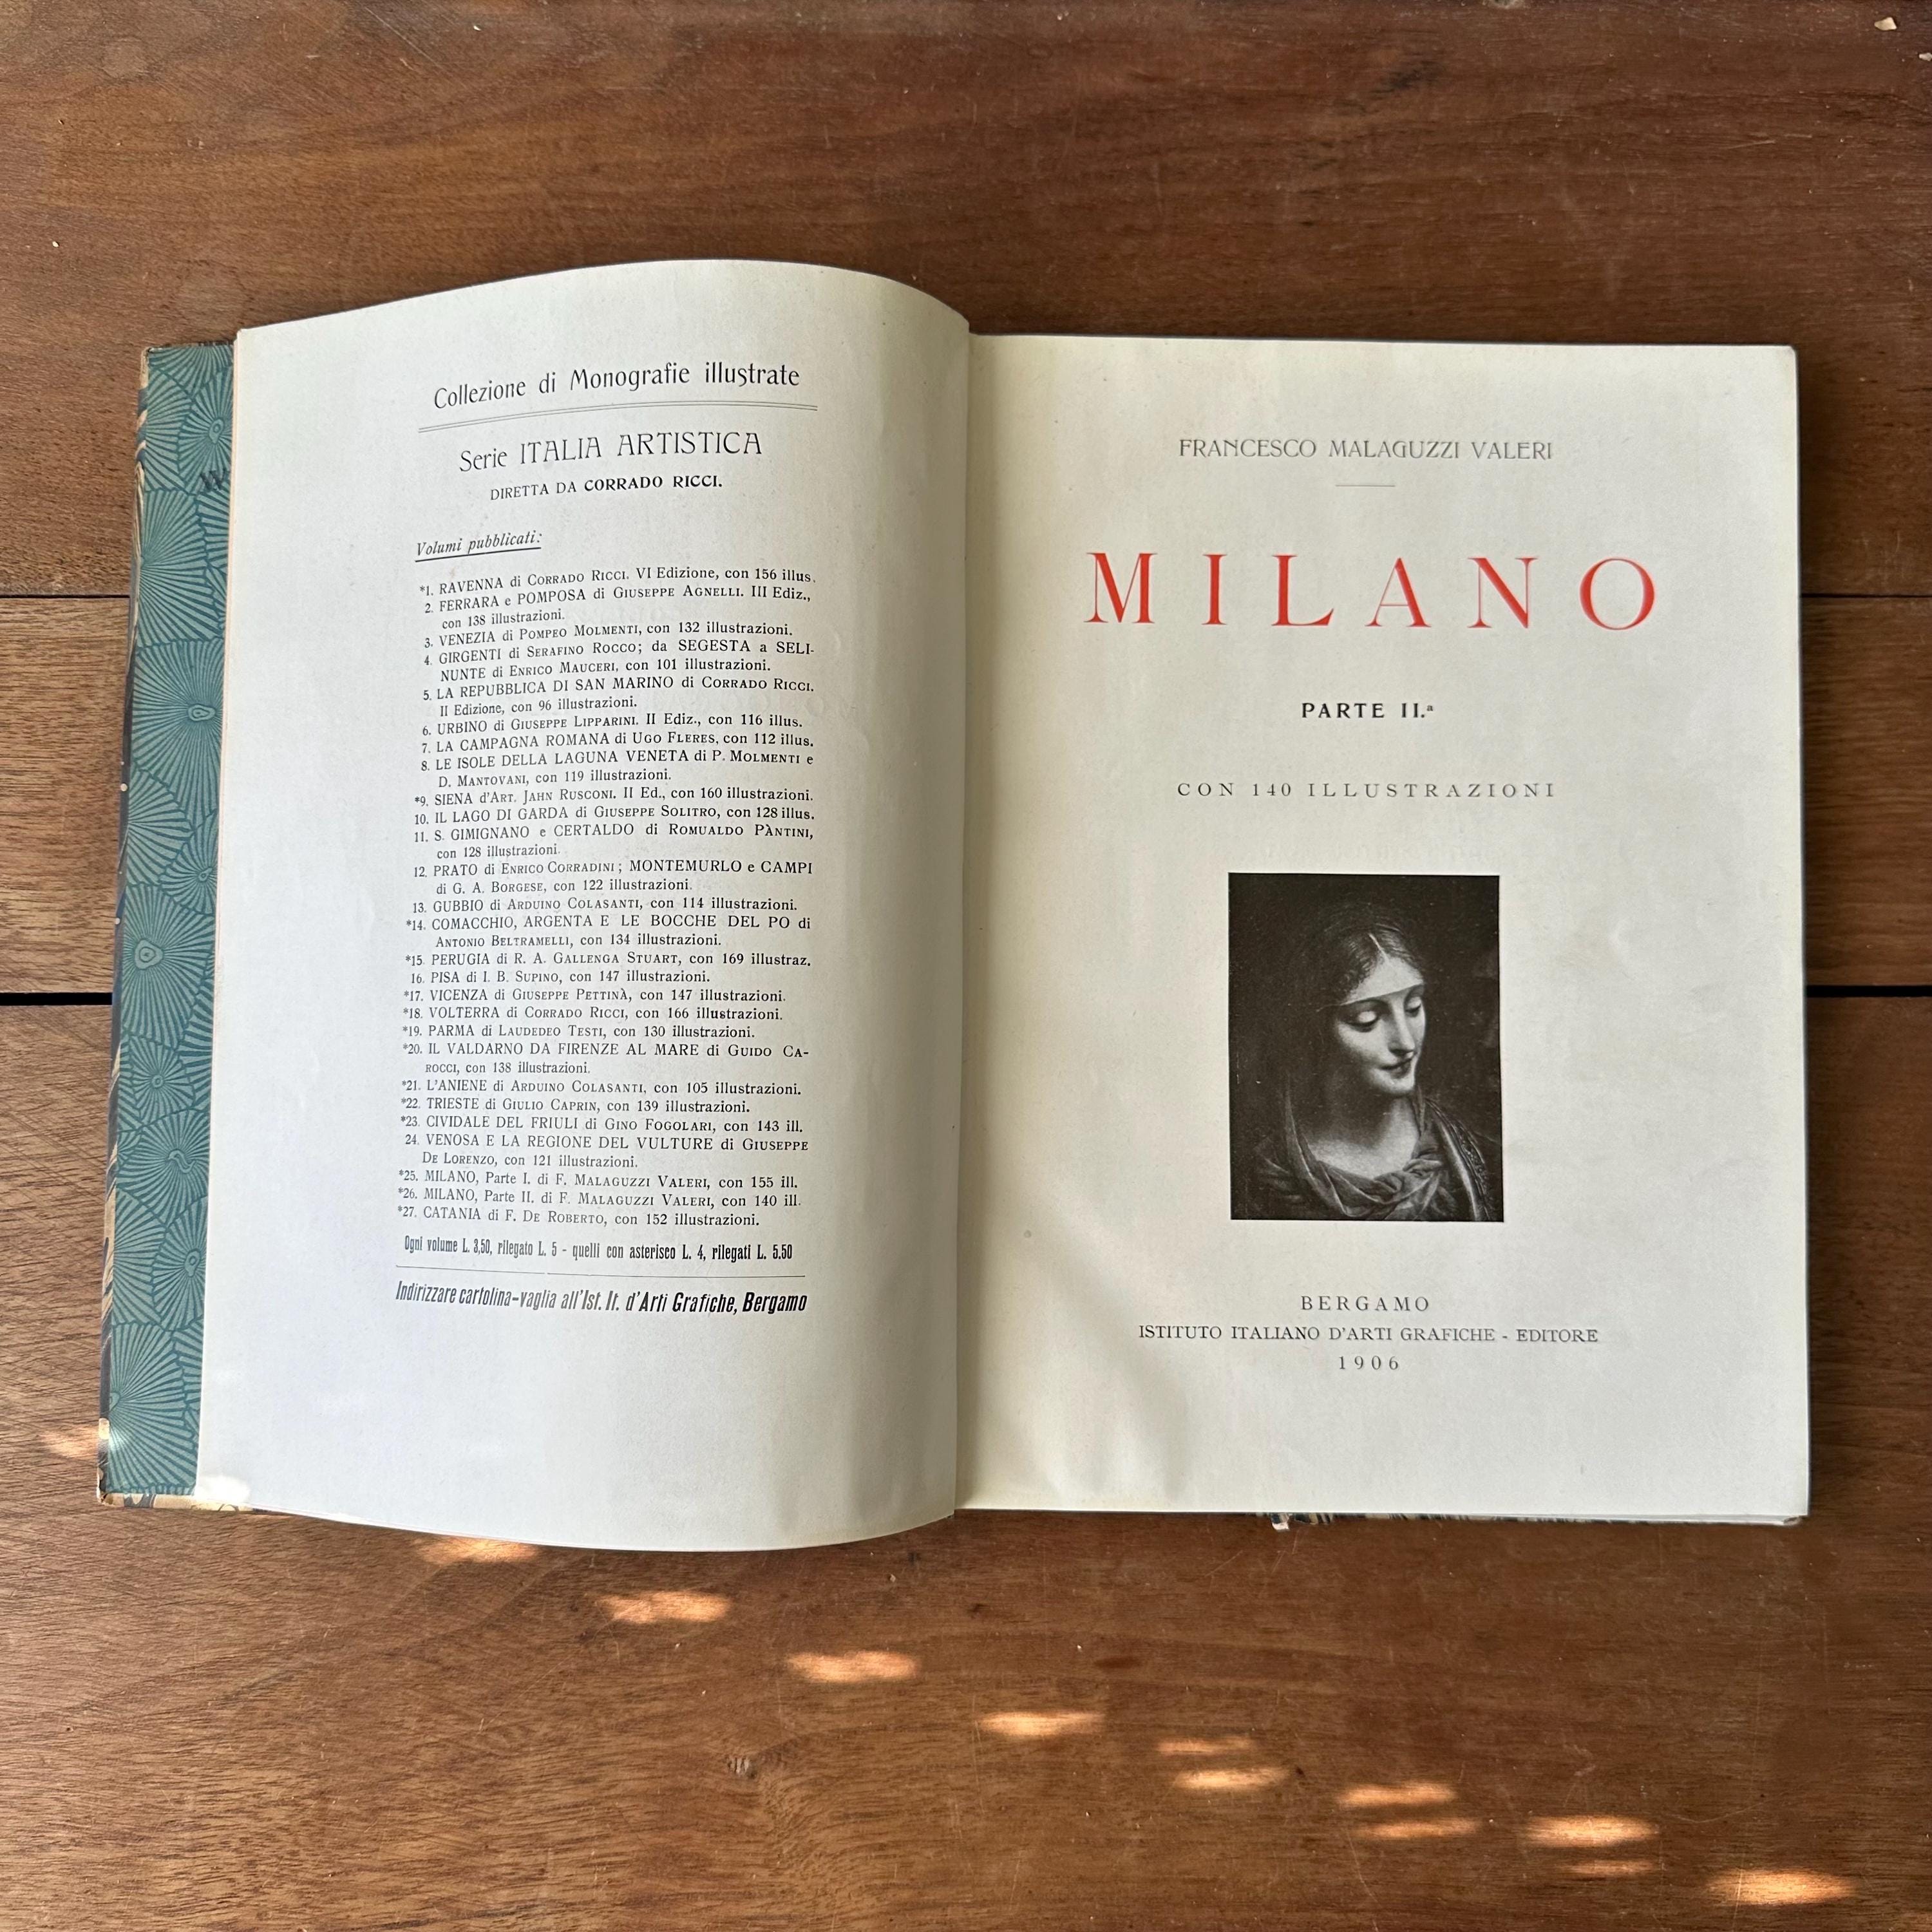 Collezione di Monografie illustrate
Serie ITALIA ARTISTICA
DIRETTA DA CORRADO RICCI.
Volumi pubblicati:
*1. RAVENNA di CORRADO RICCI. VI Edizione, con 156 illus.
2. FERRARA e POMPOSA di GIUSEPPE AGNELLI. III Ediz.,
con 138 illustrazioni.
3. VENEZIA di POMPEO MOLMENTI, con 132 illustrazioni.
4. GIRGENTI di SERAFINO ROCCO; da SEGESTA a SELI-
NUNTE di ENRICO MAUCERI, con 101 illustrazioni.
5. LA REPUBBLICA DI SAN MARINO di CORRADO RICCI.
II Edizione, con 96 illustrazioni.
6. URBINO di GIUSEPPE LIPPARINI. II Ediz., con 116 illus.
7. LA CAMPAGNA ROMANA di UGO FLERES, con 112 illus.
8. LE ISOLE DELLA LAGUNA VENETA di P. MOLMENTI e
D. MANTOVANI, con 119 illustrazioni.
*9. SIENA d'ART. JAHN RUSCONI. II Ed., con 160 illustrazioni.
10. IL LAGO DI GARDA di GIUSEPPE SOLITRO, con 128 illus.
11. S. GIMIGNANO e CERTALDO di ROMUALDO PÀNTINI,
con 128 illustrazioni.
12. PRATO di ENRICO CORRADINI; MONTEMURLO e CAMPI
di G. A. BORGESE, con 122 illustrazioni.
13. GUBBIO di ARDUINO COLASANTI, con 114 illustrazioni.
*14. COMACCHIO, ARGENTA E LE BOCCHE DEL PO di
ANTONIO BELTRAMELLI, con 134 illustrazioni.
*15. PERUGIA di R. A. GALLENGA STUART, con 169 illustraz.
16. PISA di I. B. SUPINO, con 147 illustrazioni.
*17. VICENZA di GIUSEPPE PETTINÀ, con 147 illustrazioni.
*18. VOLTERRA di CORRADO RICCI, con 166 illustrazioni.
*19. PARMA di LAUDEDEO TESTI, con 130 illustrazioni.
*20. IL VALDARNO DA FIRENZE AL MARE di GUIDO CA-
ROCCI, con 138 illustrazioni.
*21. L'ANIENE di ARDUINO COLASANTI, con 105 illustrazioni.
*22. TRIESTE di GIULIO CAPRIN, con 139 illustrazioni.
*23. CIVIDALE DEL FRIULI di GINO FOGOLARI, con 143 ill.
24. VENOSA E LA REGIONE DEL VULTURE di GIUSEPPE
DE LORENZO, con 121 illustrazioni.
*25. MILANO, Parte I. di F. MALAGUZZI VALERI, con 155 ill.
*26. MILANO, Parte II. di F. MALAGUZZI VALERI, con 140 ill.
*27. CATANIA di F. DE ROBERTO, con 152 illustrazioni.
Ogni volume L. 3,50, rilegato L. 5 - quelli con asterisco L. 4, rilegati L. 5.50
Indirizzare cartolina-vaglia all'Ist. It. d'Arti Grafiche, Bergamo
FRANCESCO MALAGUZZI VALERI
MILANO
PARTE II.ª
CON 140 ILLUSTRAZIONI
BERGAMO
ISTITUTO ITALIANO D'ARTI GRAFICHE - EDITORE
1906